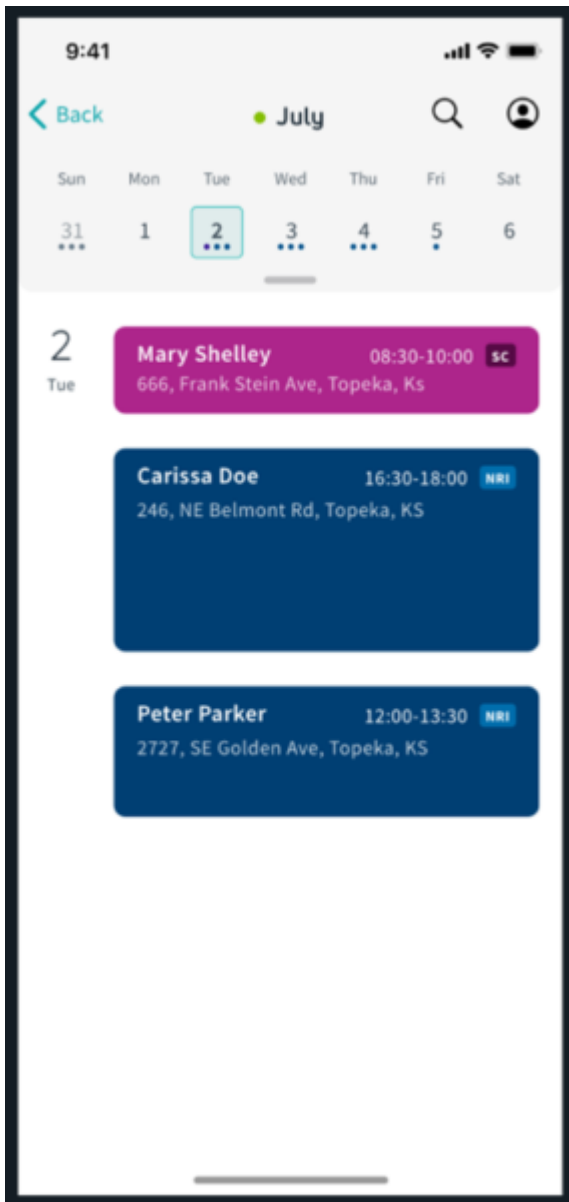 9:41
Back
July
Sun Mon Tue Wed Thu Fri Sat
31 1 2 3 4 5 6
2
Tue
Mary Shelley 08:30-10:00 SC
666, Frank Stein Ave, Topeka, Ks
Carissa Doe 16:30-18:00 NRI
246, NE Belmont Rd, Topeka, KS
Peter Parker 12:00-13:30 NRI
2727, SE Golden Ave, Topeka, KS